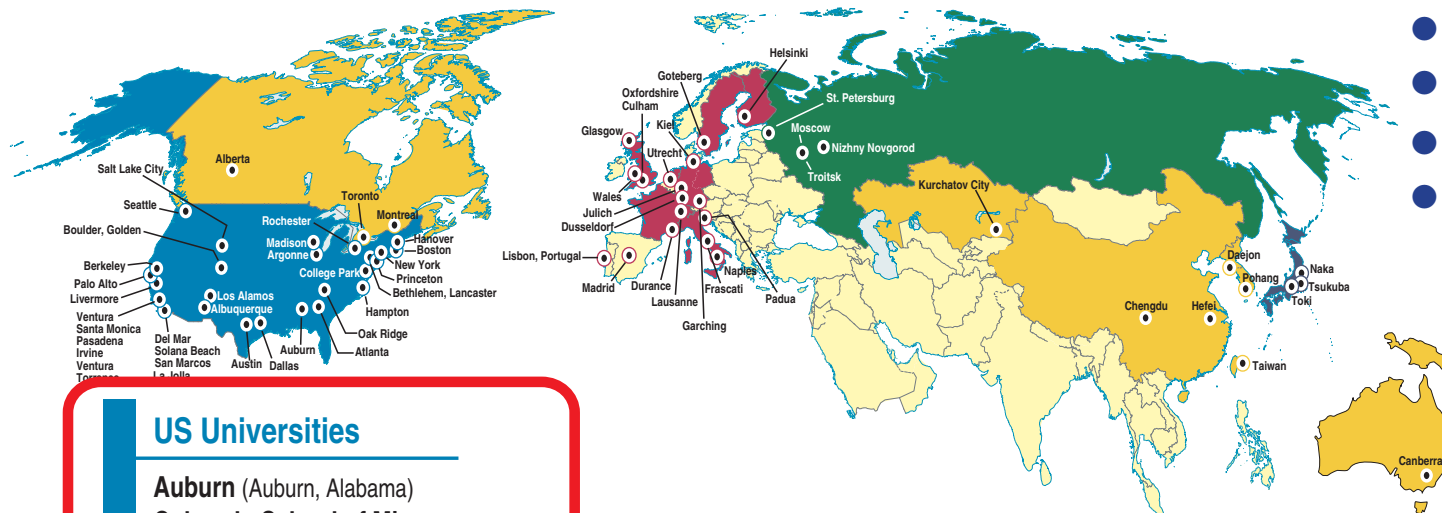 Alberta
Salt Lake City
Seattle
Boulder, Golden
Berkeley
Palo Alto
Livermore
Ventura
Santa Monica
Pasadena
Irvine
Ventura
Torrance
Del Mar
Solana Beach
San Marcos
La Jolla
Los Alamos
Albuquerque
Austin
Dallas
Auburn
Atlanta
Oak Ridge
Hampton
Bethlehem, Lancaster
Princeton
New York
Boston
Hanover
Montreal
Toronto
Rochester
Madison
Argonne
College Park
Helsinki
Goteborg
Oxfordshire
Culham
Kiel
Glasgow
Utrecht
Wales
Julich
Dusseldorf
Lisbon, Portugal
Madrid
Durance
Lausanne
Garching
Frascati
Naples
Padua
St. Petersburg
Moscow
Nizhny Novgorod
Troitsk
Kurchatov City
Chengdu
Hefei
Daejon
Pohang
Naka
Tsukuba
Toki
Taiwan
Canberra
US Universities
Auburn (Auburn, Alabama)